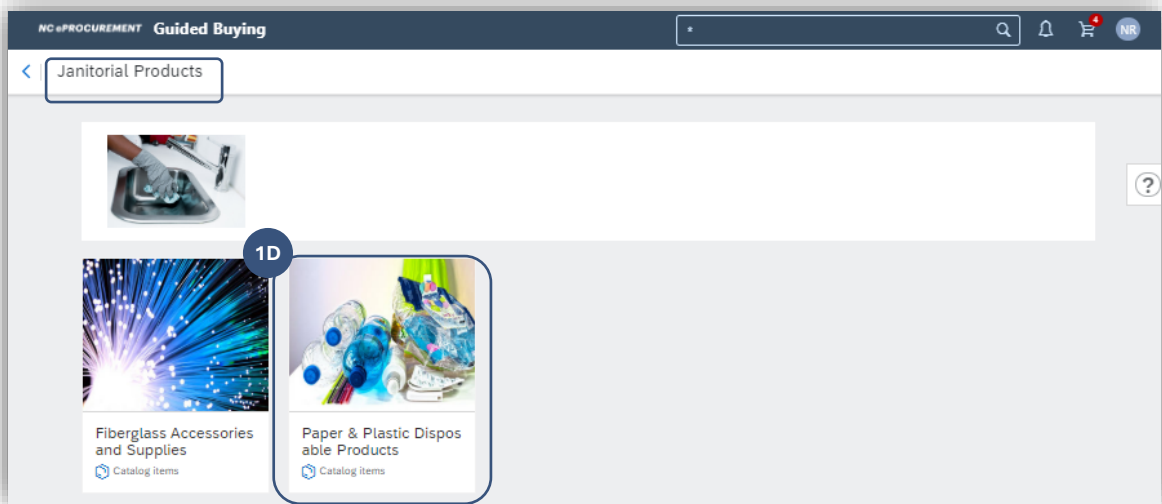 NC ePROCUREMENT Guided Buying
*
4
NR
Janitorial Products
?
1D
Fiberglass Accessories
and Supplies
Catalog items
Paper & Plastic Dispos
able Products
Catalog items